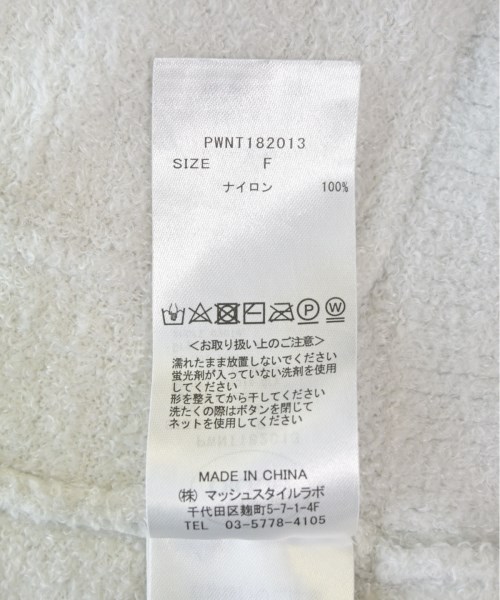 PWNT182013
SIZE F
ナイロン 100%
P W
<お取り扱い上のご注意>
濡れたまま放置しないでください
蛍光剤が入っていない洗剤を使用
してください
形を整えてから干してください
洗たくの際はボタンを閉じて
ネットを使用してください
MADE IN CHINA
(株) マッシュスタイルラボ
千代田区麹町5-7-1-4F
TEL 03-5778-4105